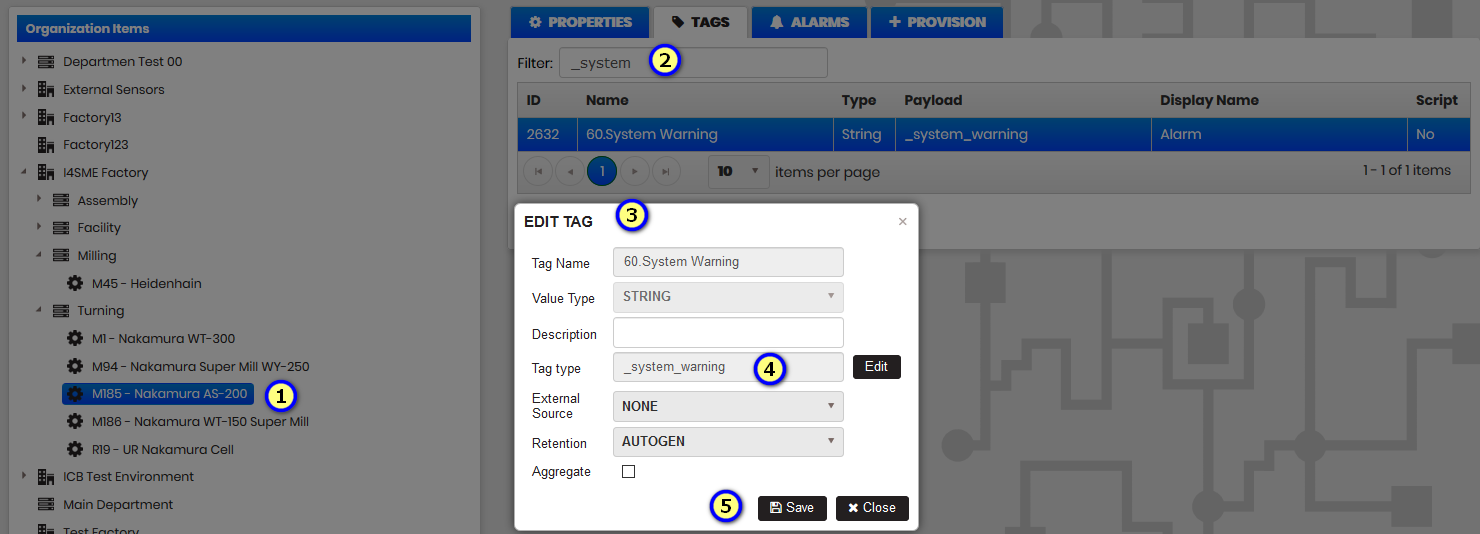 Organization Items
Departmen Test 00
External Sensors
Factory13
Factory123
I4SME Factory
Assembly
Facility
Milling
M45 - Heidenhain
Turning
M1 - Nakamura WT-300
M94 - Nakamura Super Mill WY-250
M185 - Nakamura AS-200
1
M186 - Nakamura WT-150 Super Mill
R19 - UR Nakamura Cell
ICB Test Environment
Main Department
Test Factory
PROPERTIES TAGS ALARMS PROVISION
Filter: _system 2
ID Name Type Payload Display Name Script
2632 60.System Warning String _system_warning Alarm No
1 10 items per page 1 - 1 of 1 items
EDIT TAG 3 ×
Tag Name 60.System Warning
Value Type STRING
Description
Tag type _system_warning 4 Edit
External
Source NONE
Retention AUTOGEN
Aggregate
5 Save Close